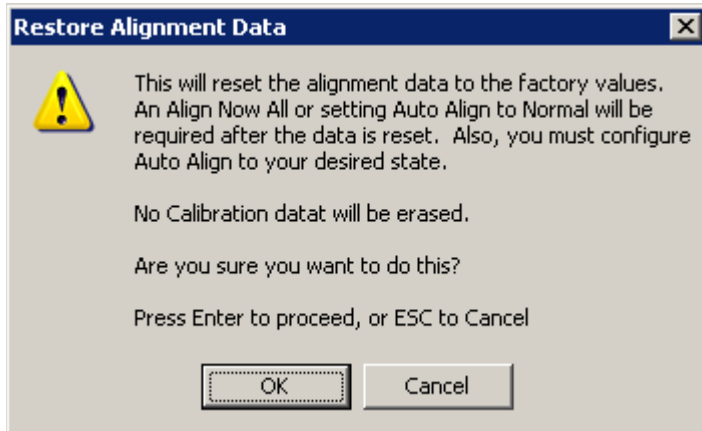 Restore Alignment Data
This will reset the alignment data to the factory values.
An Align Now All or setting Auto Align to Normal will be
required after the data is reset.  Also, you must configure
Auto Align to your desired state.
No Calibration datat will be erased.
Are you sure you want to do this?
Press Enter to proceed, or ESC to Cancel
OK
Cancel